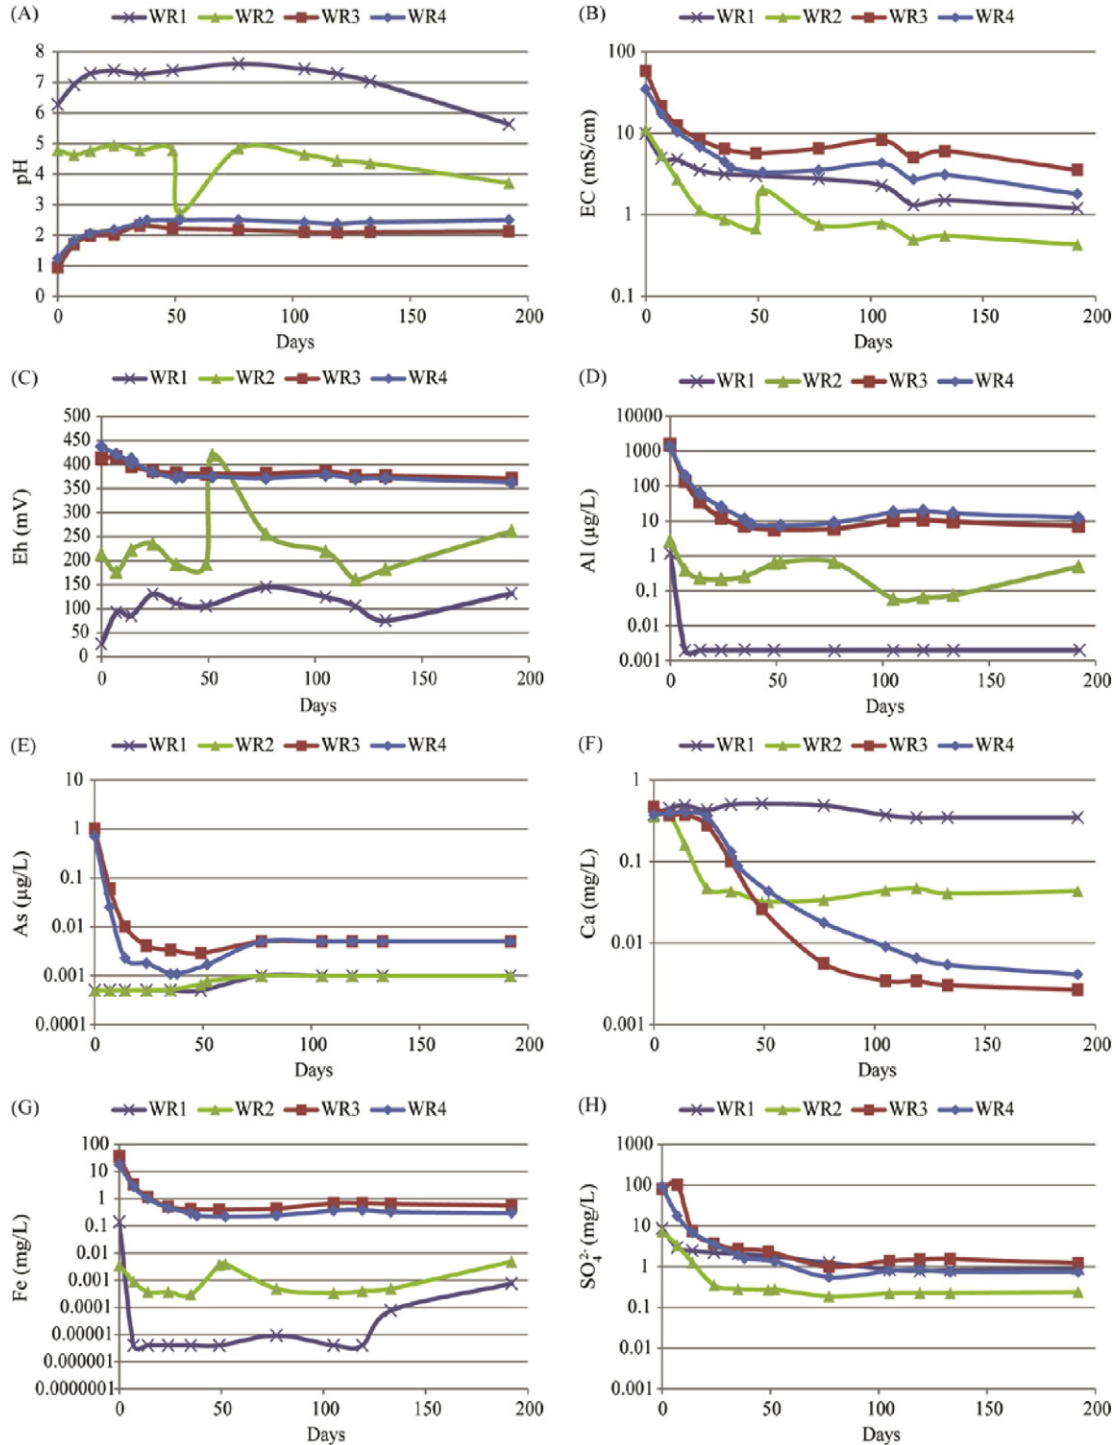 (A) WR1 WR2 WR3 WR4
8
7
6
5
4
3
2
1
0
pH
0 50 100 150 200
Days
(B) WR1 WR2 WR3 WR4
100
10
1
0.1
EC (mS/cm)
0 50 100 150 200
Days
(C) WR1 WR2 WR3 WR4
500
450
400
350
300
250
200
150
100
50
0
Eh (mV)
0 50 100 150 200
Days
(D) WR1 WR2 WR3 WR4
10000
1000
100
10
1
0.1
0.01
0.001
Al (µg/L)
0 50 100 150 200
Days
(E) WR1 WR2 WR3 WR4
10
1
0.1
0.01
0.001
0.0001
As (µg/L)
0 50 100 150 200
Days
(F) WR1 WR2 WR3 WR4
1
0.1
0.01
0.001
Ca (mg/L)
0 50 100 150 200
Days
(G) WR1 WR2 WR3 WR4
100
10
1
0.1
0.01
0.001
0.0001
0.00001
0.000001
0.0000001
Fe (mg/L)
0 50 100 150 200
Days
(H) WR1 WR2 WR3 WR4
1000
100
10
1
0.1
0.01
0.001
SO₄²⁻ (mg/L)
0 50 100 150 200
Days